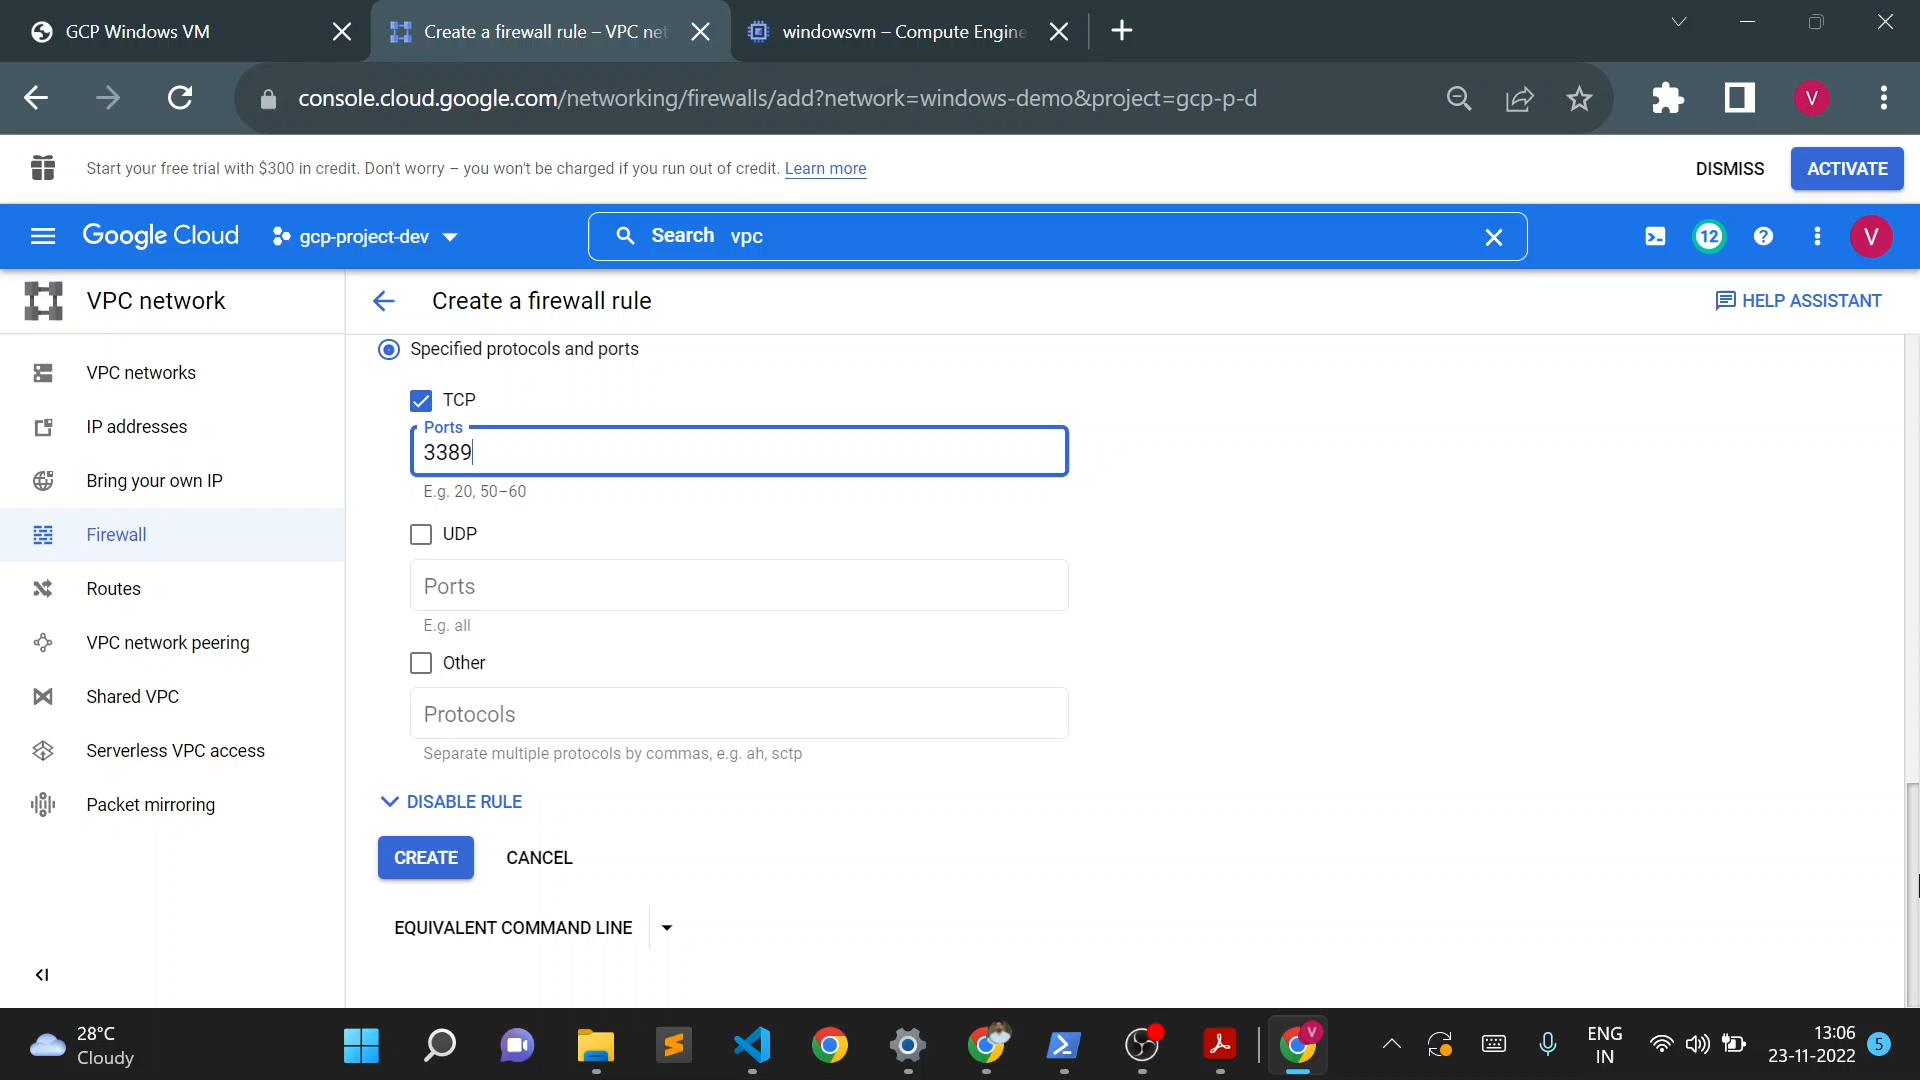 GCP Windows VM
Create a firewall rule – VPC net
windowsvm – Compute Engine
console.cloud.google.com/networking/firewalls/add?network=windows-demo&project=gcp-p-d
V
Start your free trial with $300 in credit. Don't worry – you won't be charged if you run out of credit. Learn more
DISMISS
ACTIVATE
Google Cloud
gcp-project-dev
Search vpc
12
V
VPC network
Create a firewall rule
HELP ASSISTANT
VPC networks
IP addresses
Bring your own IP
Firewall
Routes
VPC network peering
Shared VPC
Serverless VPC access
Packet mirroring
Specified protocols and ports
TCP
Ports
3389
E.g. 20, 50–60
UDP
Ports
E.g. all
Other
Protocols
Separate multiple protocols by commas, e.g. ah, sctp
DISABLE RULE
CREATE
CANCEL
EQUIVALENT COMMAND LINE
28°C
Cloudy
V
ENG
IN
13:06
23-11-2022
5